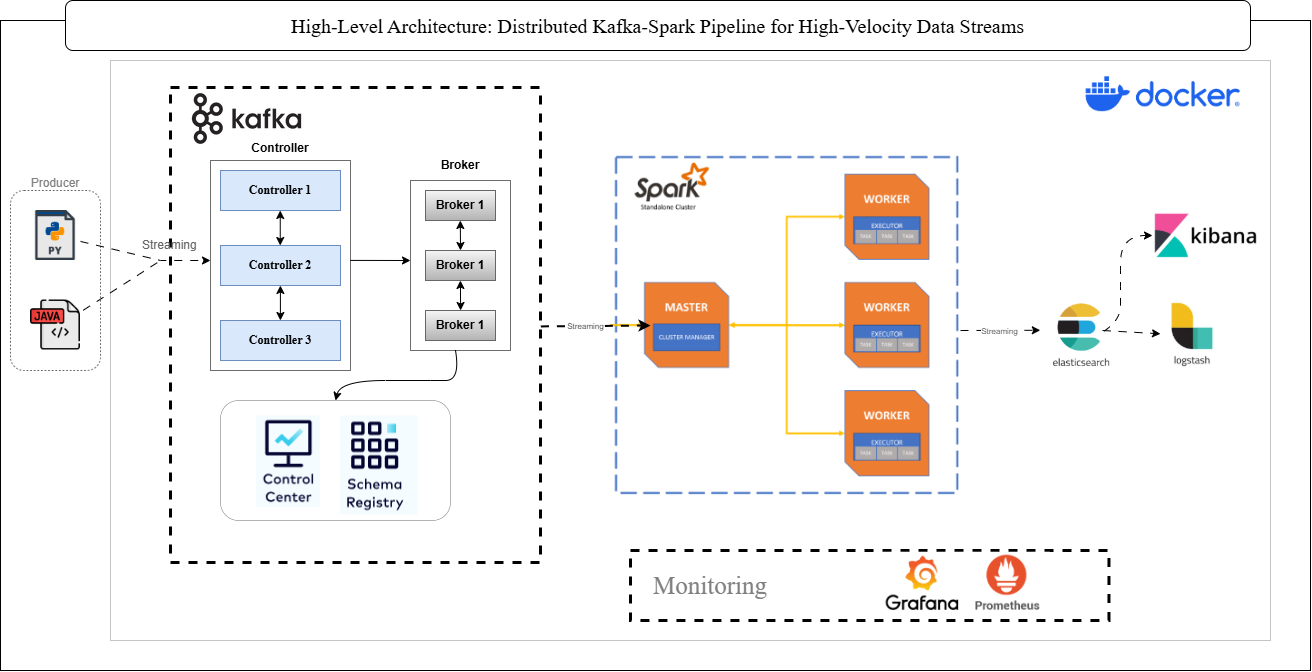 High-Level Architecture: Distributed Kafka-Spark Pipeline for High-Velocity Data Streams
docker
kafka
Controller
Controller 1
Controller 2
Controller 3
Broker
Broker 1
Broker 1
Broker 1
Producer
PY
JAVA
</>
Streaming
Control
Center
Schema
Registry
Streaming
Spark
Standalone Cluster
MASTER
CLUSTER MANAGER
WORKER
EXECUTOR
TASK TASK TASK
WORKER
EXECUTOR
TASK TASK TASK
WORKER
EXECUTOR
TASK TASK TASK
Streaming
elasticsearch
kibana
logstash
Monitoring
Grafana
Prometheus